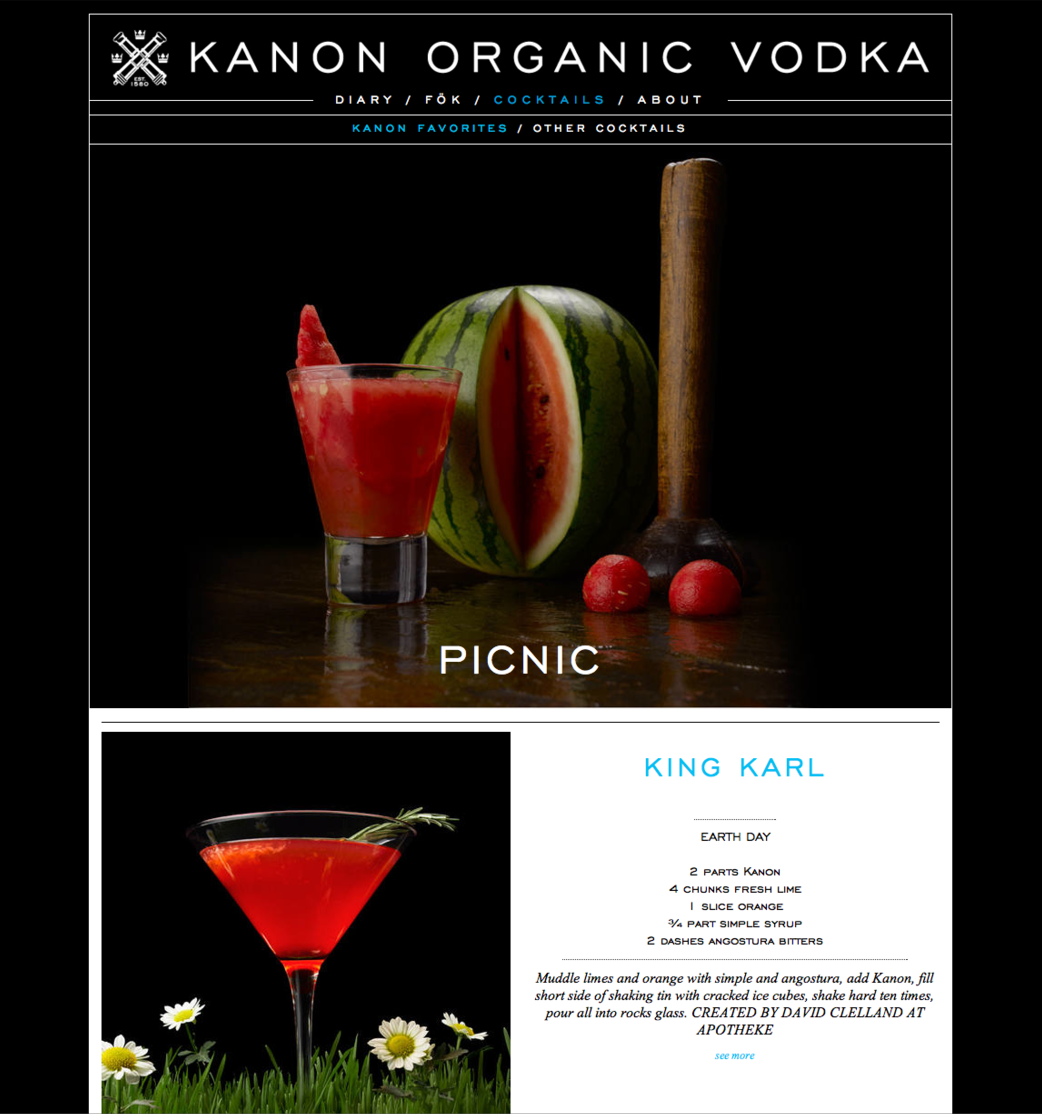 EST.
1580
KANON ORGANIC VODKA
DIARY / FÖK / COCKTAILS / ABOUT
KANON FAVORITES / OTHER COCKTAILS
PICNIC
KING KARL
EARTH DAY
2 PARTS KANON
4 CHUNKS FRESH LIME
1 SLICE ORANGE
¾ PART SIMPLE SYRUP
2 DASHES ANGOSTURA BITTERS
Muddle limes and orange with simple and angostura, add Kanon, fill
short side of shaking tin with cracked ice cubes, shake hard ten times,
pour all into rocks glass. CREATED BY DAVID CLELLAND AT
APOTHEKE
see more